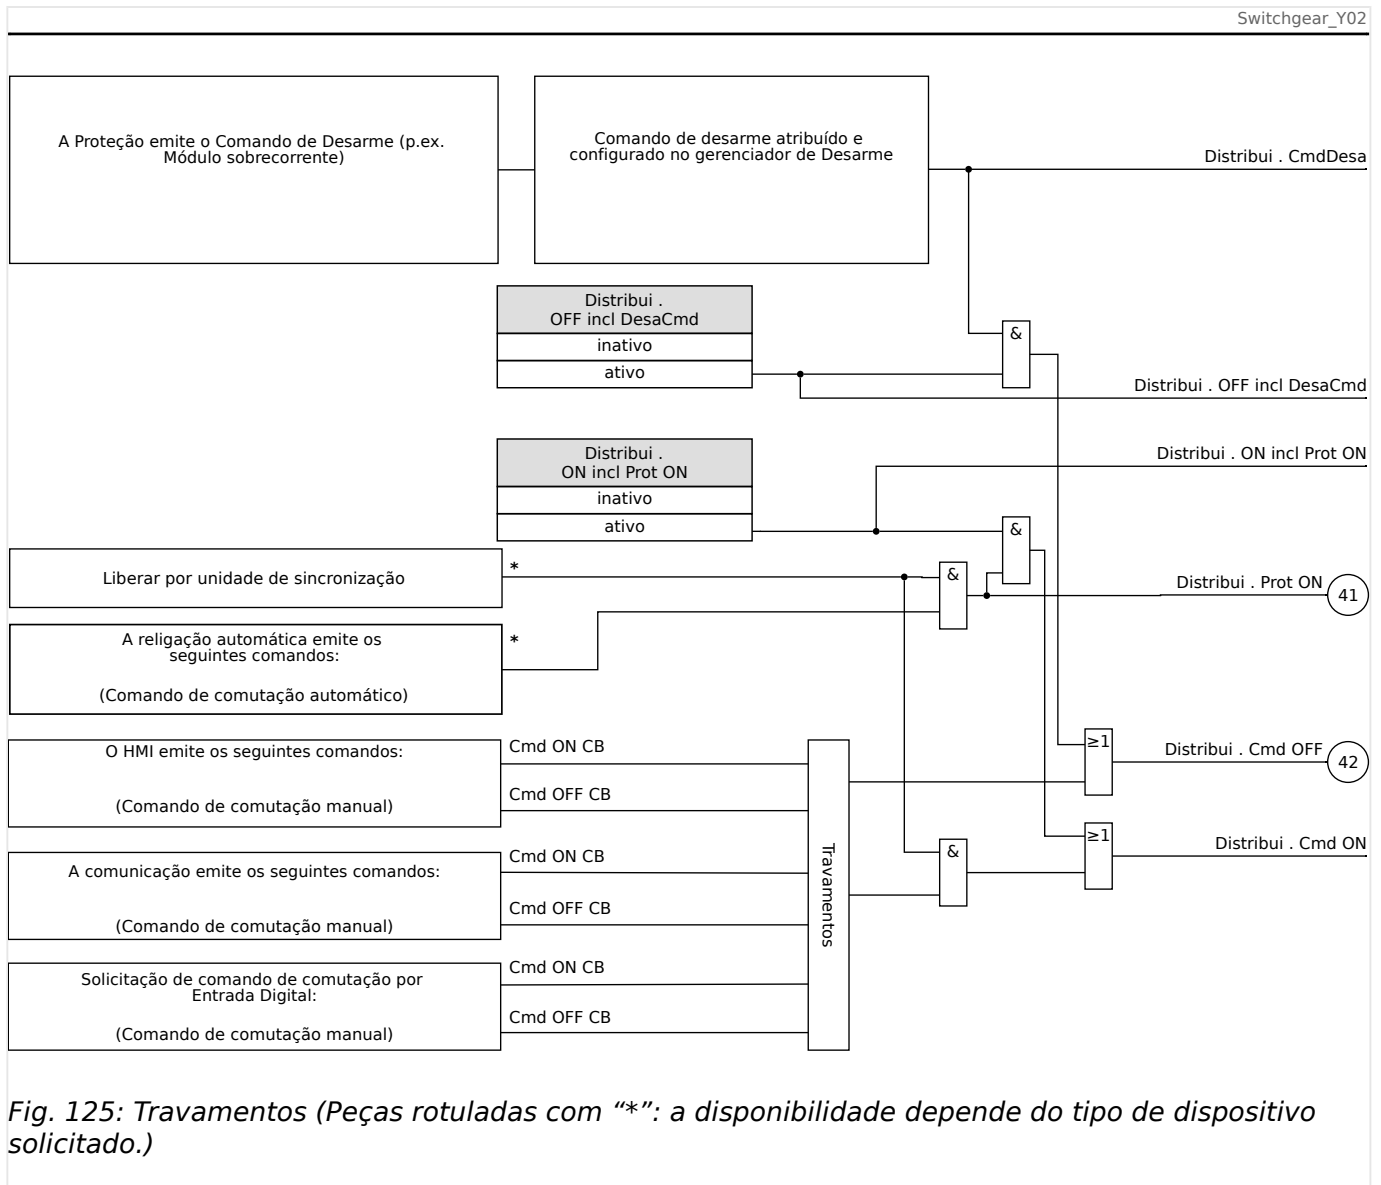 Switchgear_Y02
A Proteção emite o Comando de Desarme (p.ex.
Módulo sobrecorrente)
Comando de desarme atribuído e
configurado no gerenciador de Desarme
Distribui . CmdDesa
Distribui .
OFF incl DesaCmd
inativo
ativo
&
Distribui . OFF incl DesaCmd
Distribui .
ON incl Prot ON
inativo
ativo
Distribui . ON incl Prot ON
&
Liberar por unidade de sincronização
*
&
Distribui . Prot ON
41
A religação automática emite os
seguintes comandos:
(Comando de comutação automático)
*
O HMI emite os seguintes comandos:
(Comando de comutação manual)
Cmd ON CB
Cmd OFF CB
≥1
Distribui . Cmd OFF
42
A comunicação emite os seguintes comandos:
(Comando de comutação manual)
Cmd ON CB
Cmd OFF CB
Travamentos
&
≥1
Distribui . Cmd ON
Solicitação de comando de comutação por
Entrada Digital:
(Comando de comutação manual)
Cmd ON CB
Cmd OFF CB
Fig. 125: Travamentos (Peças rotuladas com “*”: a disponibilidade depende do tipo de dispositivo
solicitado.)